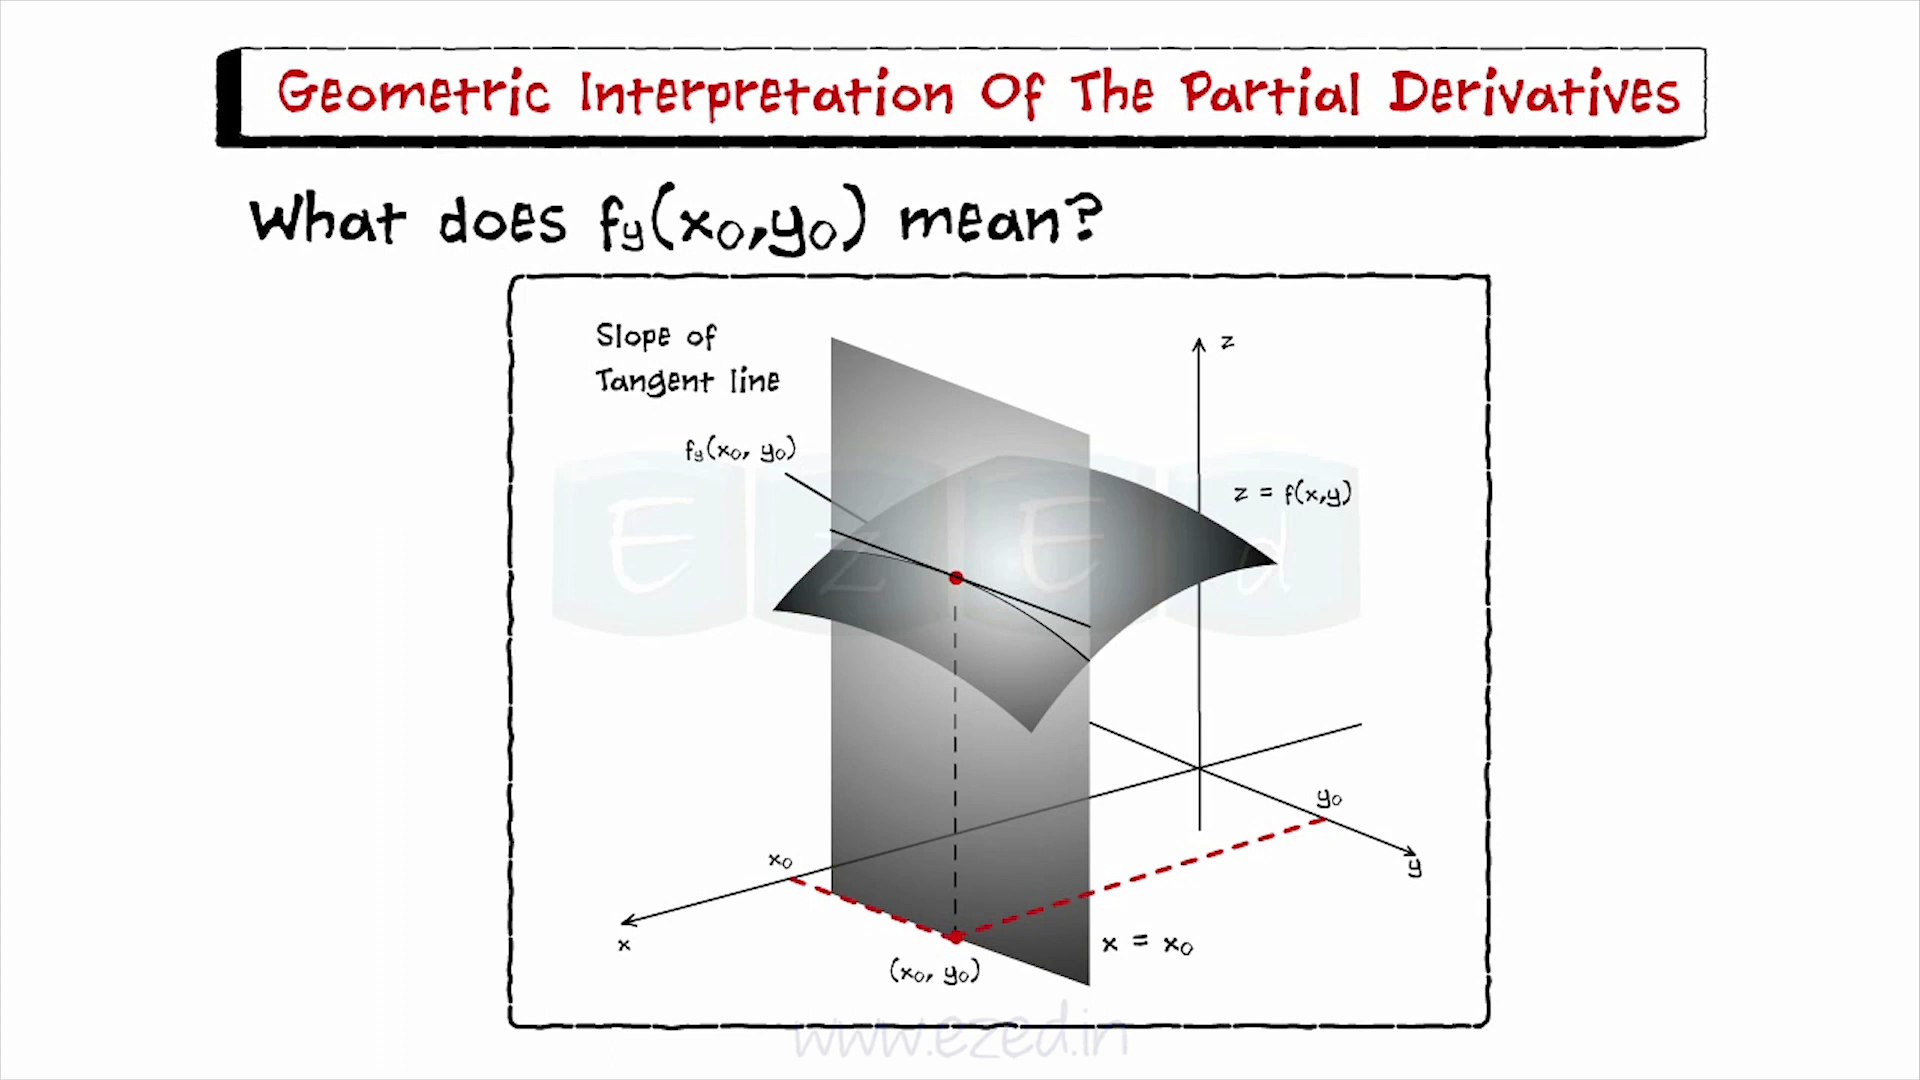 Geometric Interpretation Of The Partial Derivatives
What does fy(x0,y0) mean?
Slope of
Tangent line
z
fy(x0, y0)
z = f(x,y)
E z E d
y0
x0
y
x
x = x0
(x0, y0)
www.ezed.in